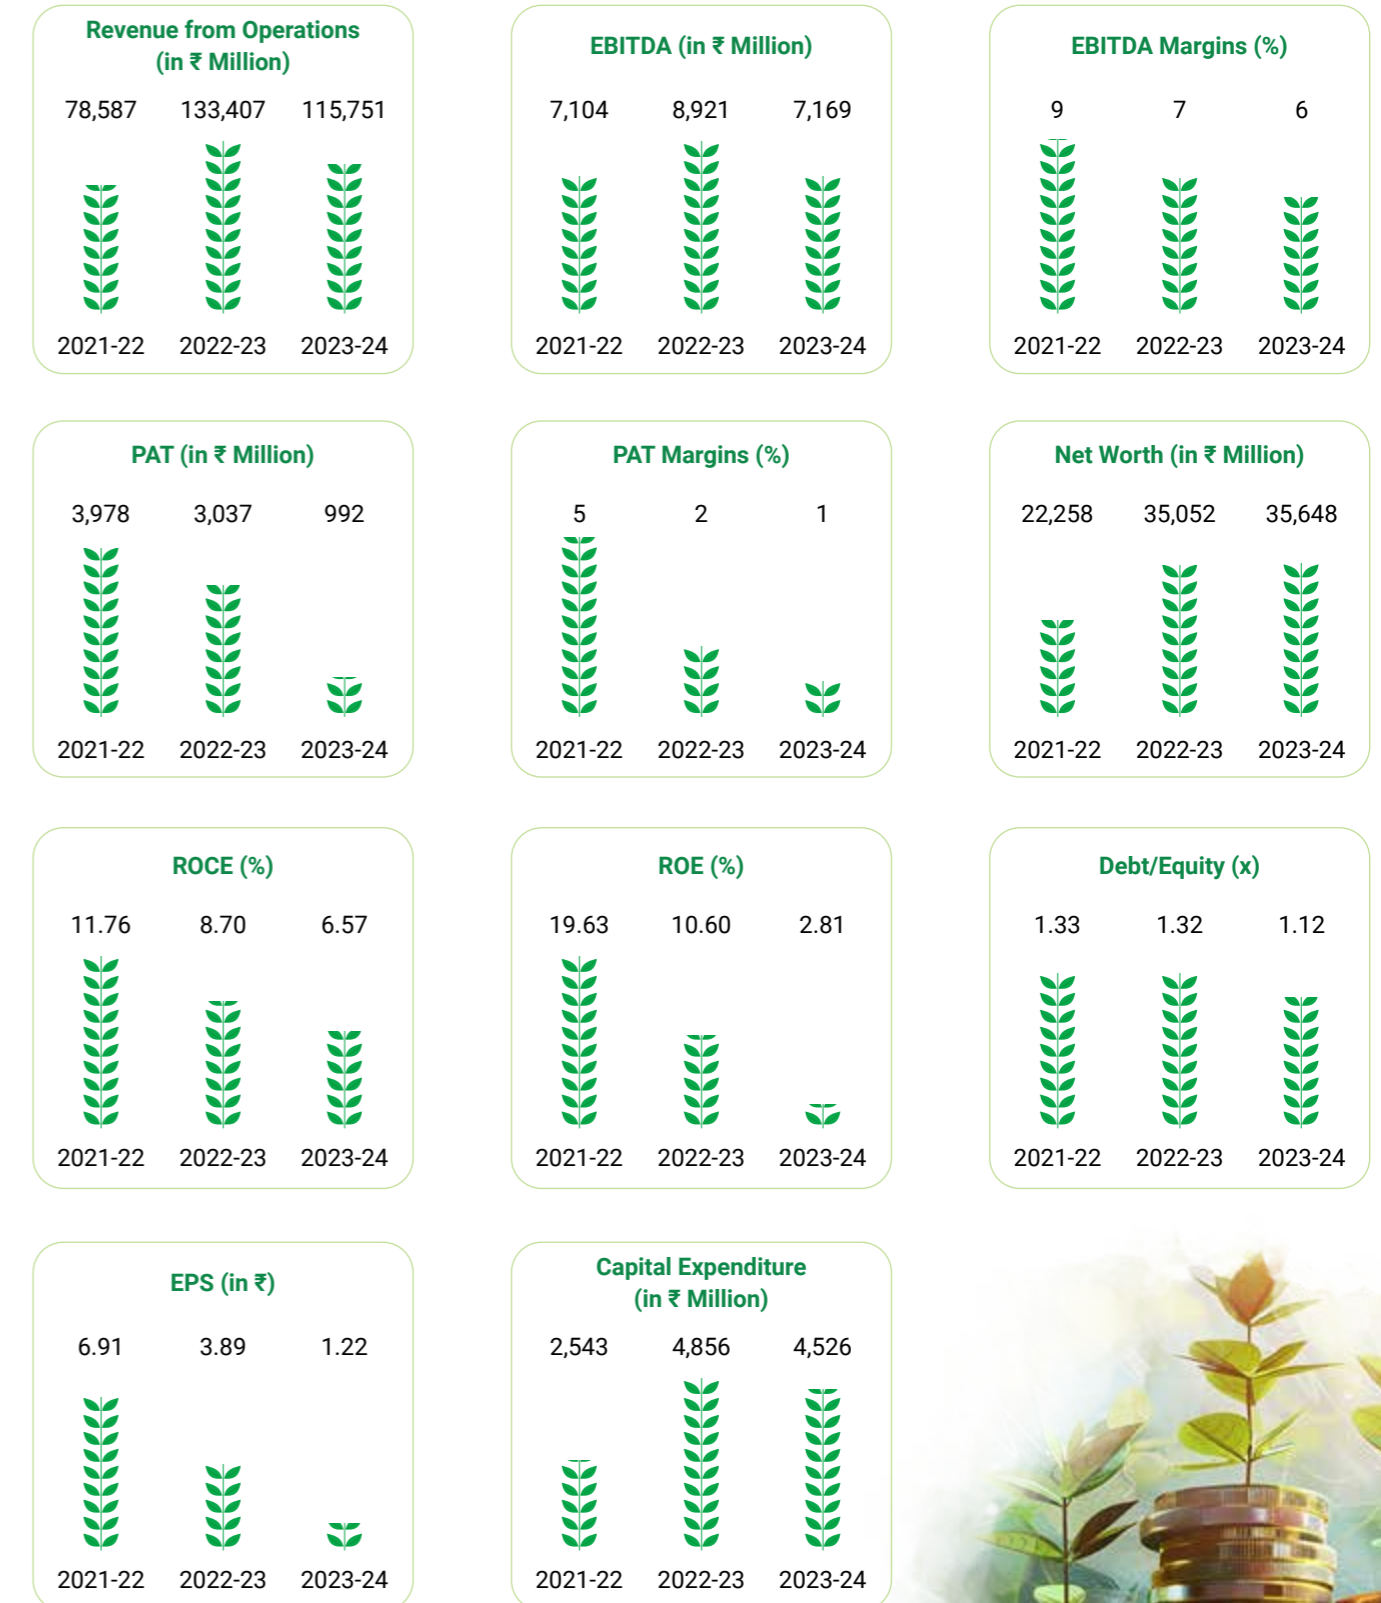 Revenue from Operations
(in ₹ Million)
78,587 133,407 115,751
2021-22 2022-23 2023-24
EBITDA (in ₹ Million)
7,104 8,921 7,169
2021-22 2022-23 2023-24
EBITDA Margins (%)
9 7 6
2021-22 2022-23 2023-24
PAT (in ₹ Million)
3,978 3,037 992
2021-22 2022-23 2023-24
PAT Margins (%)
5 2 1
2021-22 2022-23 2023-24
Net Worth (in ₹ Million)
22,258 35,052 35,648
2021-22 2022-23 2023-24
ROCE (%)
11.76 8.70 6.57
2021-22 2022-23 2023-24
ROE (%)
19.63 10.60 2.81
2021-22 2022-23 2023-24
Debt/Equity (x)
1.33 1.32 1.12
2021-22 2022-23 2023-24
EPS (in ₹)
6.91 3.89 1.22
2021-22 2022-23 2023-24
Capital Expenditure
(in ₹ Million)
2,543 4,856 4,526
2021-22 2022-23 2023-24